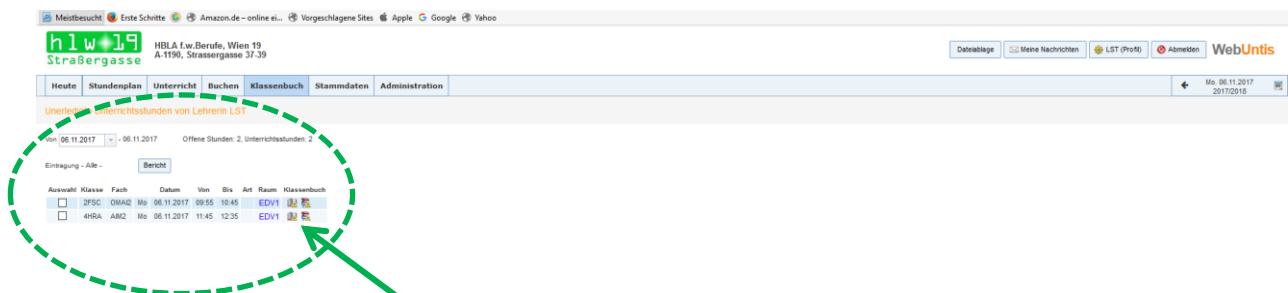 Meistbesucht Erste Schritte Amazon.de – online ei... Vorgeschlagene Sites Apple Google Yahoo
hlw19
Straßergasse
HBLA f.w.Berufe, Wien 19
A-1190, Strassergasse 37-39
Dateiablage Meine Nachrichten LST (Profil) Abmelden WebUntis
Heute Stundenplan Unterricht Buchen Klassenbuch Stammdaten Administration
Mo. 06.11.2017
2017/2018
Unerledigte Unterrichtsstunden von LehrerIn LST
Von 06.11.2017 - 06.11.2017 Offene Stunden: 2, Unterrichtsstunden: 2
Eintragung - Alle - Bericht
Auswahl Klasse Fach Datum Von Bis Art Raum Klassenbuch
2FSC OMAI2 Mo 06.11.2017 09:55 10:45 EDV1
4HRA AIM2 Mo 06.11.2017 11:45 12:35 EDV1